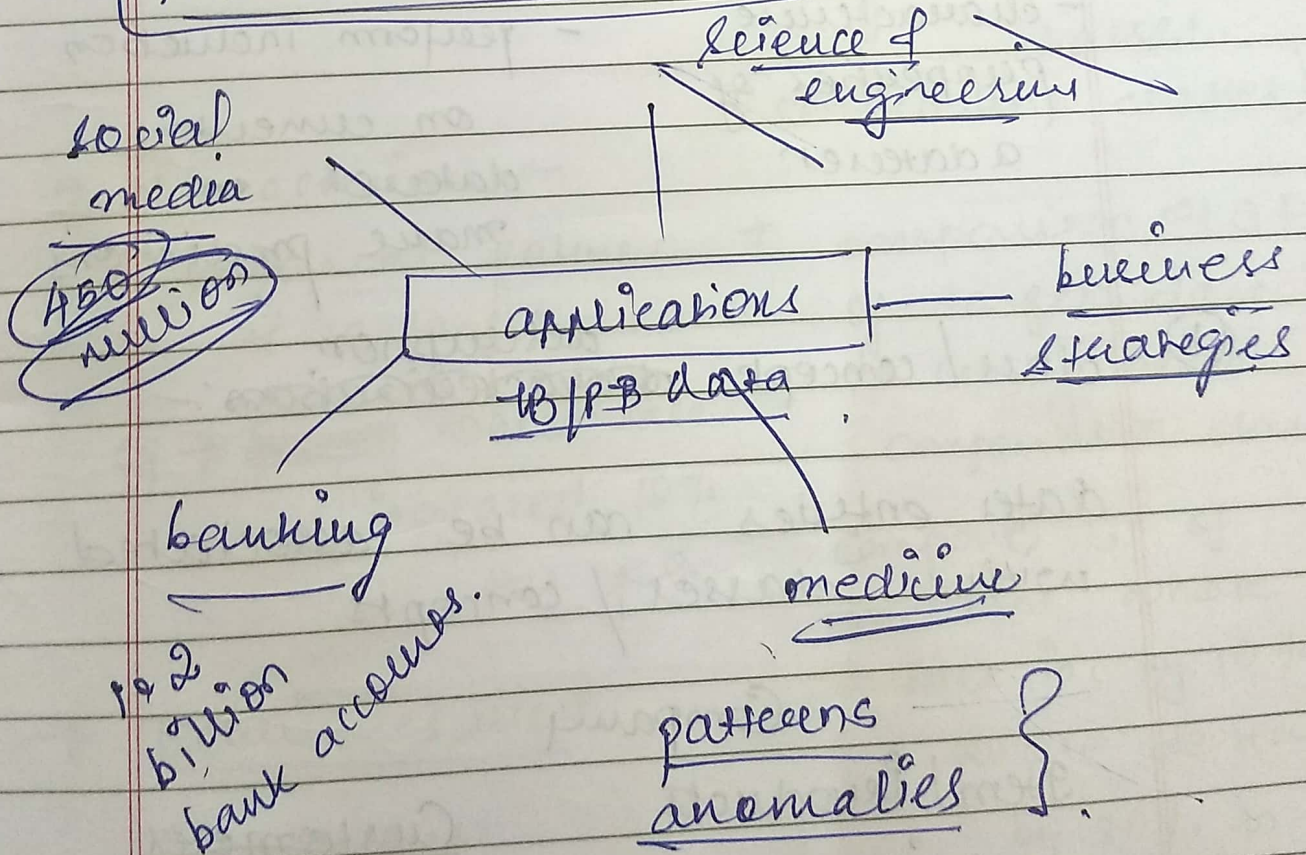 science &
engineering
social
media
450
million
applications
TB/PB data
business
strategies
banking
1.2
billion
bank accounts.
medicine
patterns
anomalies